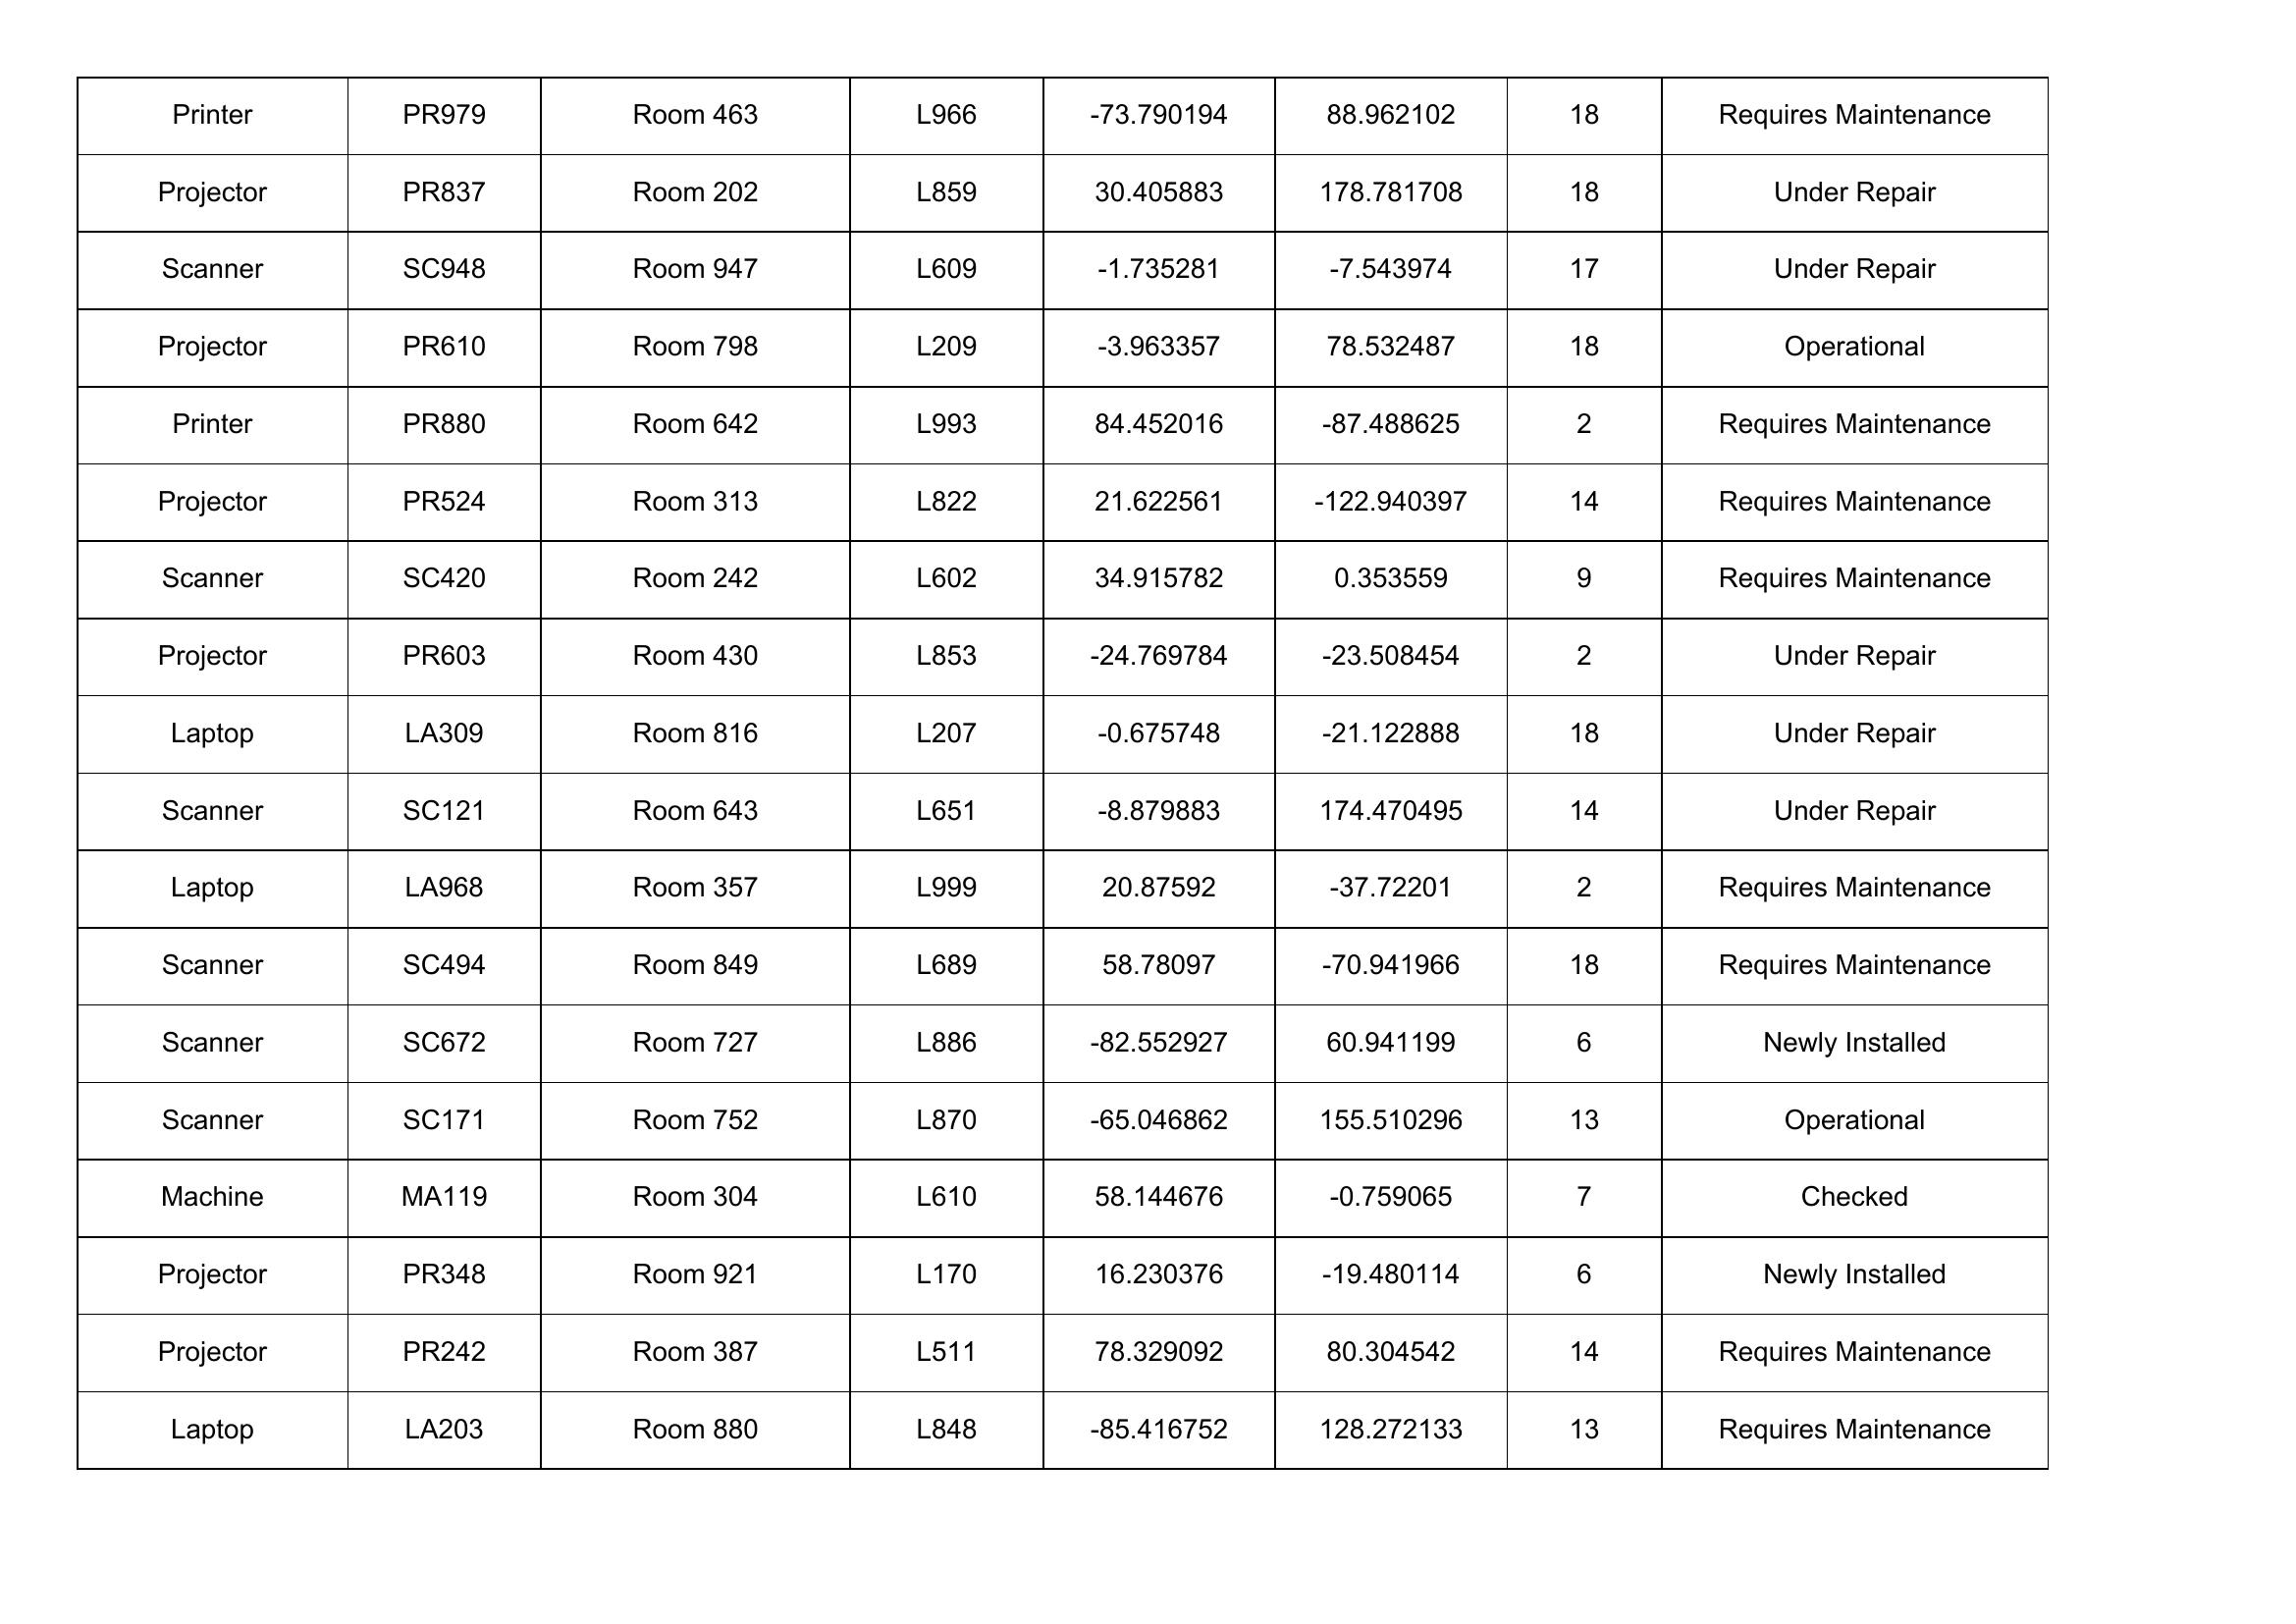 Printer PR979 Room 463 L966 -73.790194 88.962102 18 Requires Maintenance
Projector PR837 Room 202 L859 30.405883 178.781708 18 Under Repair
Scanner SC948 Room 947 L609 -1.735281 -7.543974 17 Under Repair
Projector PR610 Room 798 L209 -3.963357 78.532487 18 Operational
Printer PR880 Room 642 L993 84.452016 -87.488625 2 Requires Maintenance
Projector PR524 Room 313 L822 21.622561 -122.940397 14 Requires Maintenance
Scanner SC420 Room 242 L602 34.915782 0.353559 9 Requires Maintenance
Projector PR603 Room 430 L853 -24.769784 -23.508454 2 Under Repair
Laptop LA309 Room 816 L207 -0.675748 -21.122888 18 Under Repair
Scanner SC121 Room 643 L651 -8.879883 174.470495 14 Under Repair
Laptop LA968 Room 357 L999 20.87592 -37.72201 2 Requires Maintenance
Scanner SC494 Room 849 L689 58.78097 -70.941966 18 Requires Maintenance
Scanner SC672 Room 727 L886 -82.552927 60.941199 6 Newly Installed
Scanner SC171 Room 752 L870 -65.046862 155.510296 13 Operational
Machine MA119 Room 304 L610 58.144676 -0.759065 7 Checked
Projector PR348 Room 921 L170 16.230376 -19.480114 6 Newly Installed
Projector PR242 Room 387 L511 78.329092 80.304542 14 Requires Maintenance
Laptop LA203 Room 880 L848 -85.416752 128.272133 13 Requires Maintenance